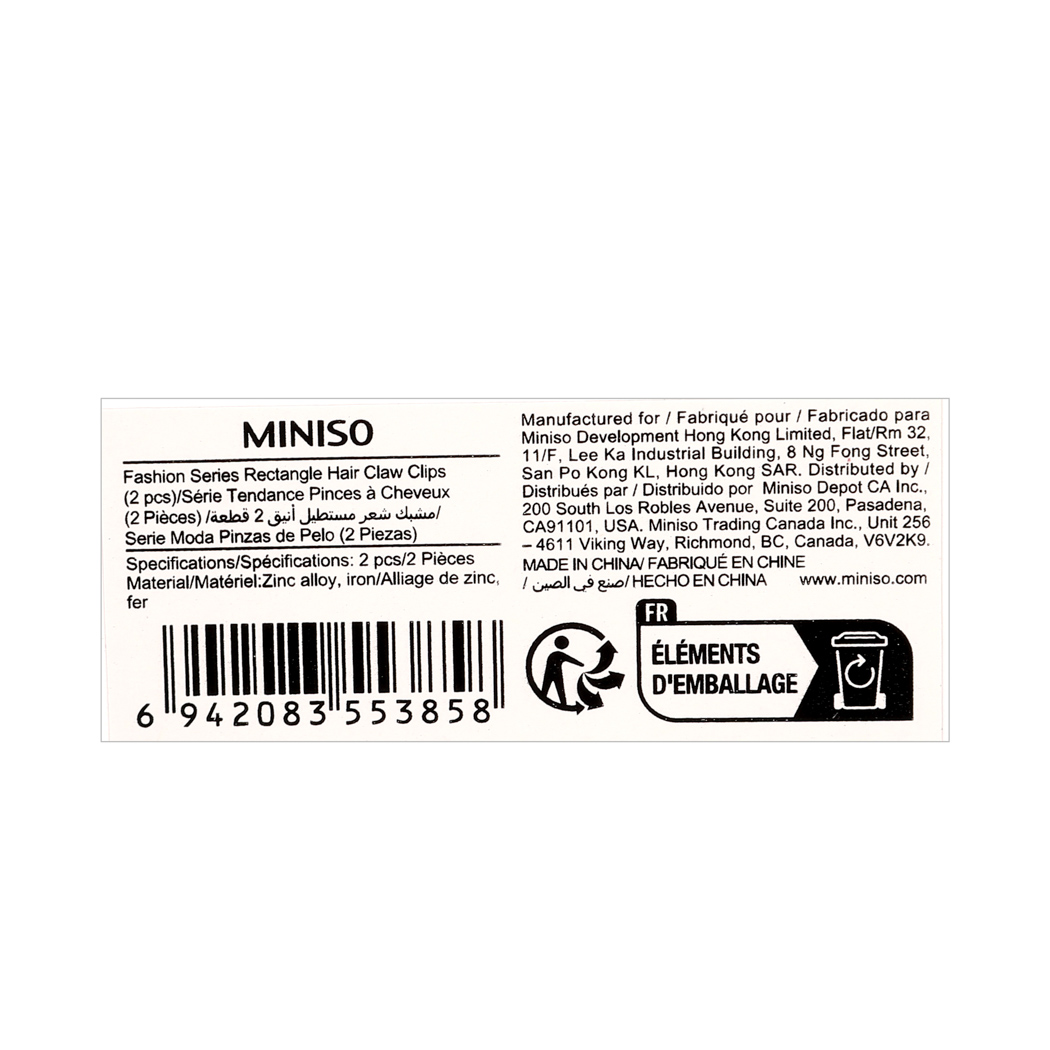 MINISO
Fashion Series Rectangle Hair Claw Clips
(2 pcs)/Série Tendance Pinces à Cheveux
(2 Pièces) /مشبك شعر مستطيل أنيق 2 قطعة/
Serie Moda Pinzas de Pelo (2 Piezas)
Specifications/Spécifications: 2 pcs/2 Pièces
Material/Matériel:Zinc alloy, iron/Alliage de zinc,
fer
6 942083 553858
Manufactured for / Fabriqué pour / Fabricado para
Miniso Development Hong Kong Limited, Flat/Rm 32,
11/F, Lee Ka Industrial Building, 8 Ng Fong Street,
San Po Kong KL, Hong Kong SAR. Distributed by /
Distribués par / Distribuido por Miniso Depot CA Inc.,
200 South Los Robles Avenue, Suite 200, Pasadena,
CA91101, USA. Miniso Trading Canada Inc., Unit 256
– 4611 Viking Way, Richmond, BC, Canada, V6V2K9.
MADE IN CHINA/ FABRIQUÉ EN CHINE
/ صنع في الصين/ HECHO EN CHINA www.miniso.com
FR
ÉLÉMENTS
D'EMBALLAGE